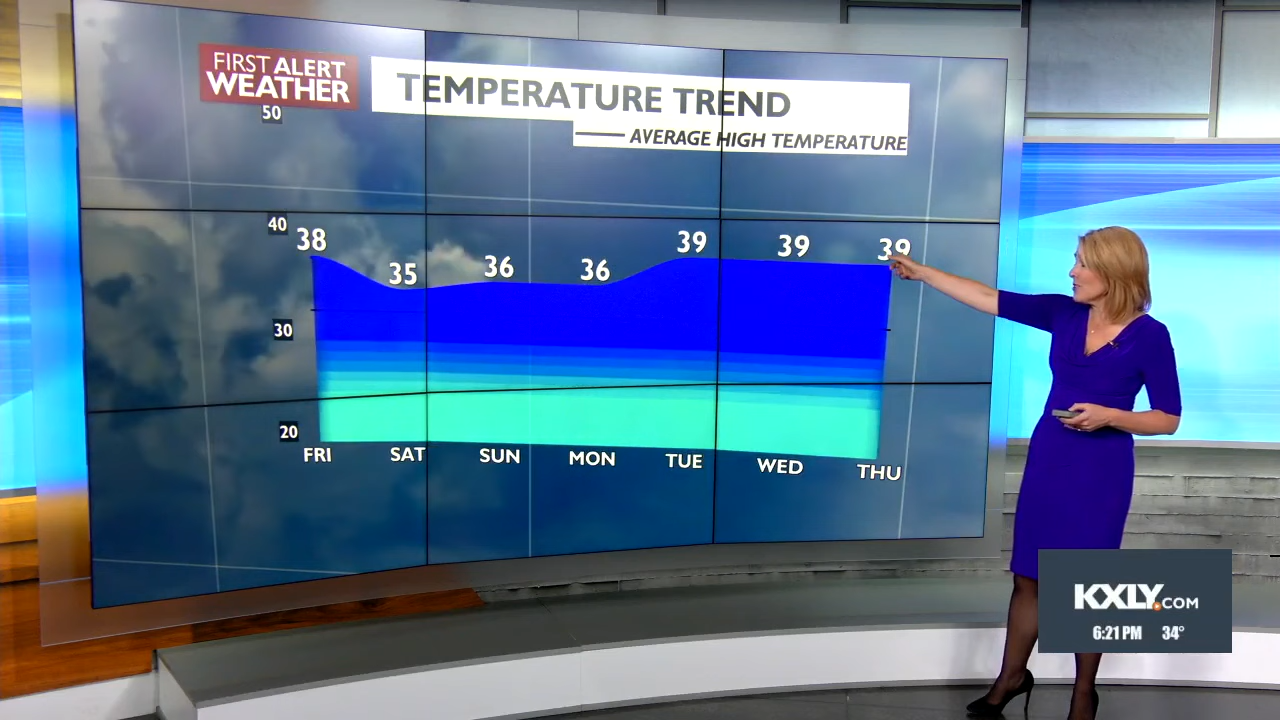 FIRST ALERT
WEATHER
TEMPERATURE TREND
AVERAGE HIGH TEMPERATURE
50
40
30
20
38 35 36 36 39 39 39
FRI SAT SUN MON TUE WED THU
KXLY.COM
6:21 PM 34°